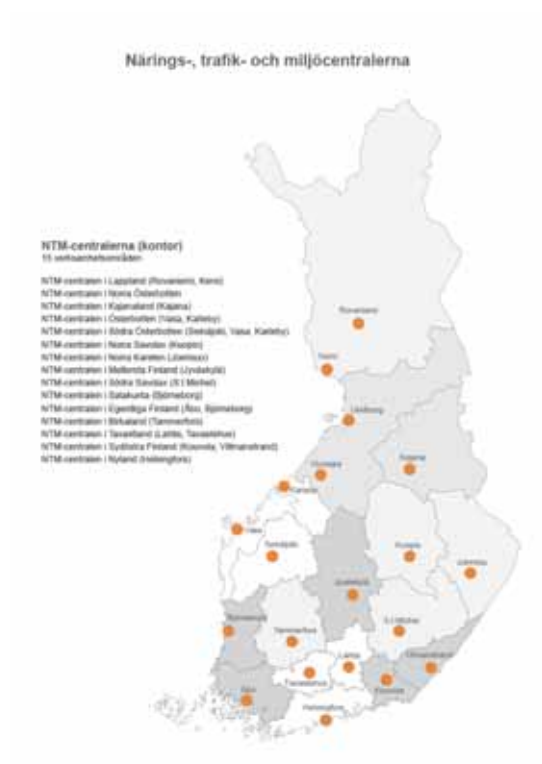 Närings-, trafik- och miljöcentralerna
NTM-centralerna (kontor)
15 verksamhetsområden
NTM-centralen i Lappland (Rovaniemi, Kemi)
NTM-centralen i Norra Österbotten
NTM-centralen i Kajanaland (Kajana)
NTM-centralen i Österbotten (Vasa, Karleby)
NTM-centralen i Södra Österbotten (Seinäjoki, Vasa, Karleby)
NTM-centralen i Norra Savolax (Kuopio)
NTM-centralen i Norra Karelen (Joensuu)
NTM-centralen i Mellersta Finland (Jyväskylä)
NTM-centralen i Södra Savolax (S:t Michel)
NTM-centralen i Satakunta (Björneborg)
NTM-centralen i Egentliga Finland (Åbo, Björneborg)
NTM-centralen i Birkaland (Tammerfors)
NTM-centralen i Tavastland (Lahtis, Tavastehus)
NTM-centralen i Sydöstra Finland (Kouvola, Villmanstrand)
NTM-centralen i Nyland (Helsingfors)
Rovaniemi
Kemi
Uleåborg
Kajana
Karleby
Vasa
Seinäjoki
Kuopio
Joensuu
Jyväskylä
S:t Michel
Björneborg
Tammerfors
Lahtis
Villmanstrand
Tavastehus
Kouvola
Åbo
Helsingfors